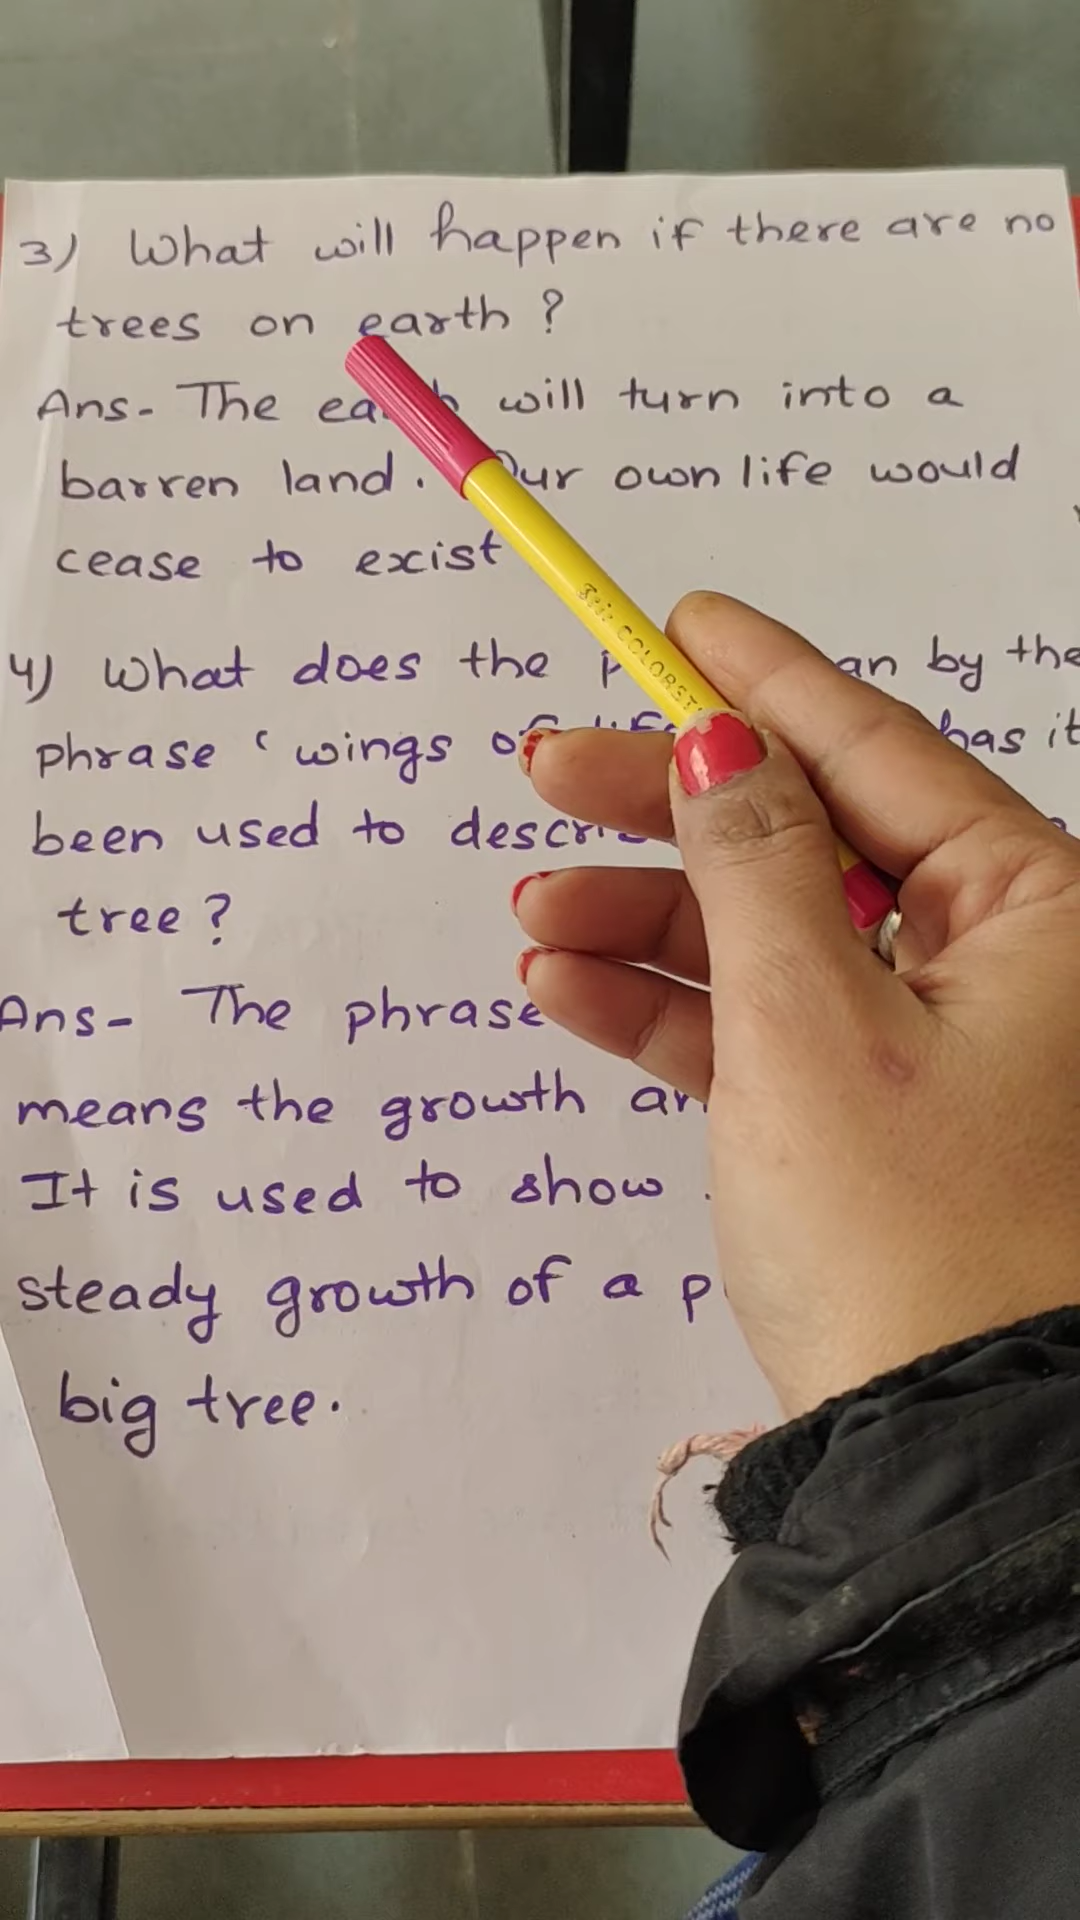 3) What will happen if there are no
trees on earth ?
Ans- The will turn into a
barren land. Our own life would
cease to exist
4) What does the by the
phrase ‘ wings of has it
been used to
tree ?
Ans- The phrase
means the growth
It is used to show
steady growth of a
big tree.